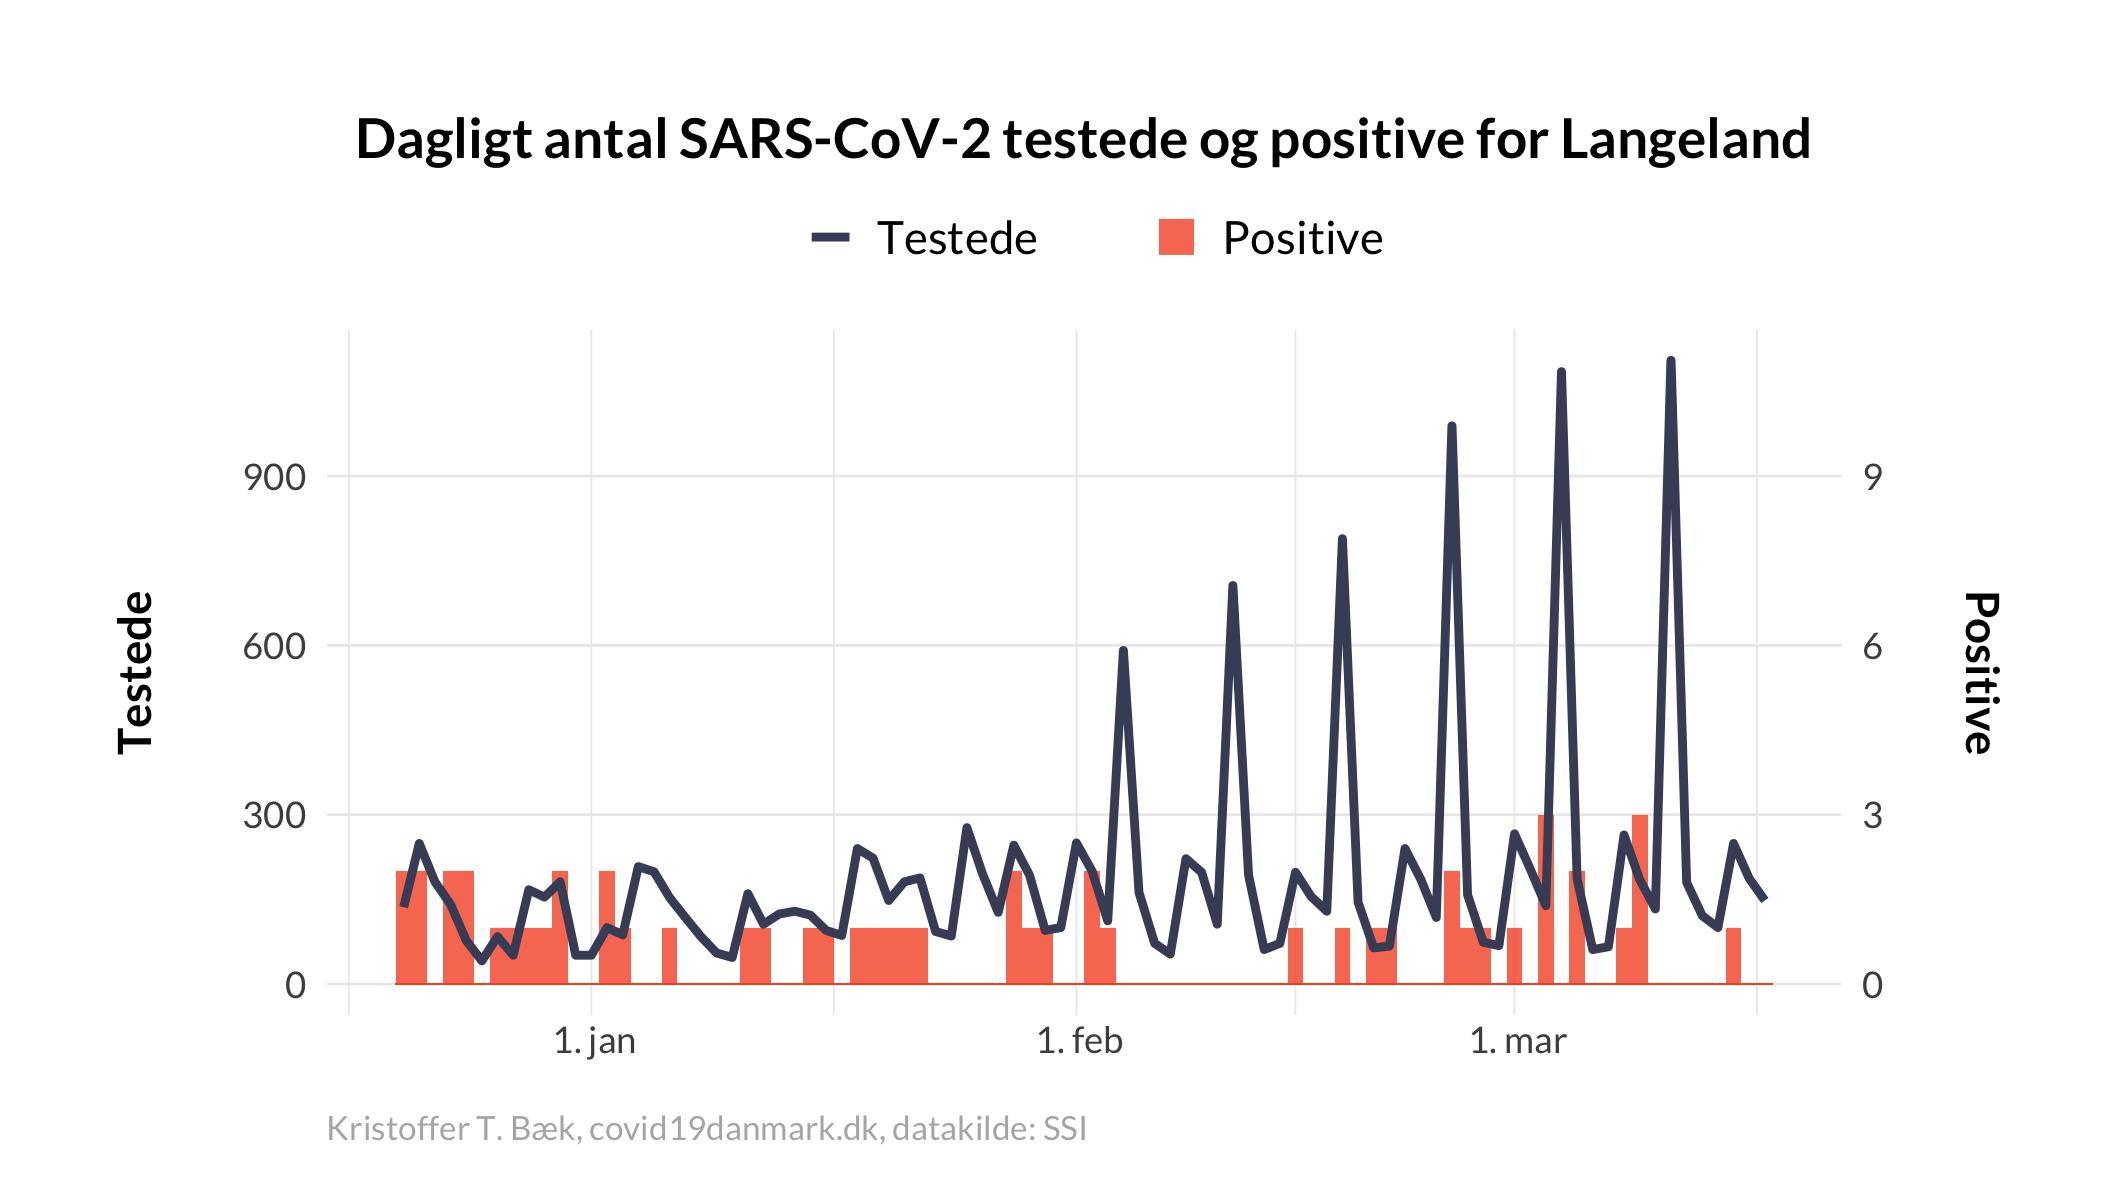 Dagligt antal SARS-CoV-2 testede og positive for Langeland
Testede Positive
900 9
600 6
300 3
0 0
Testede
Positive
1. jan 1. feb 1. mar
Kristoffer T. Bæk, covid19danmark.dk, datakilde: SSI